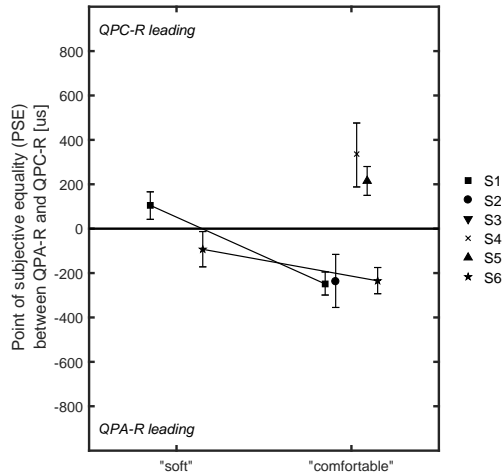 QPC-R leading
800
600
400
200
0
-200
-400
-600
-800
Point of subjective equality (PSE)
between QPA-R and QPC-R [us]
S1
S2
S3
S4
S5
S6
QPA-R leading
"soft"
"comfortable"